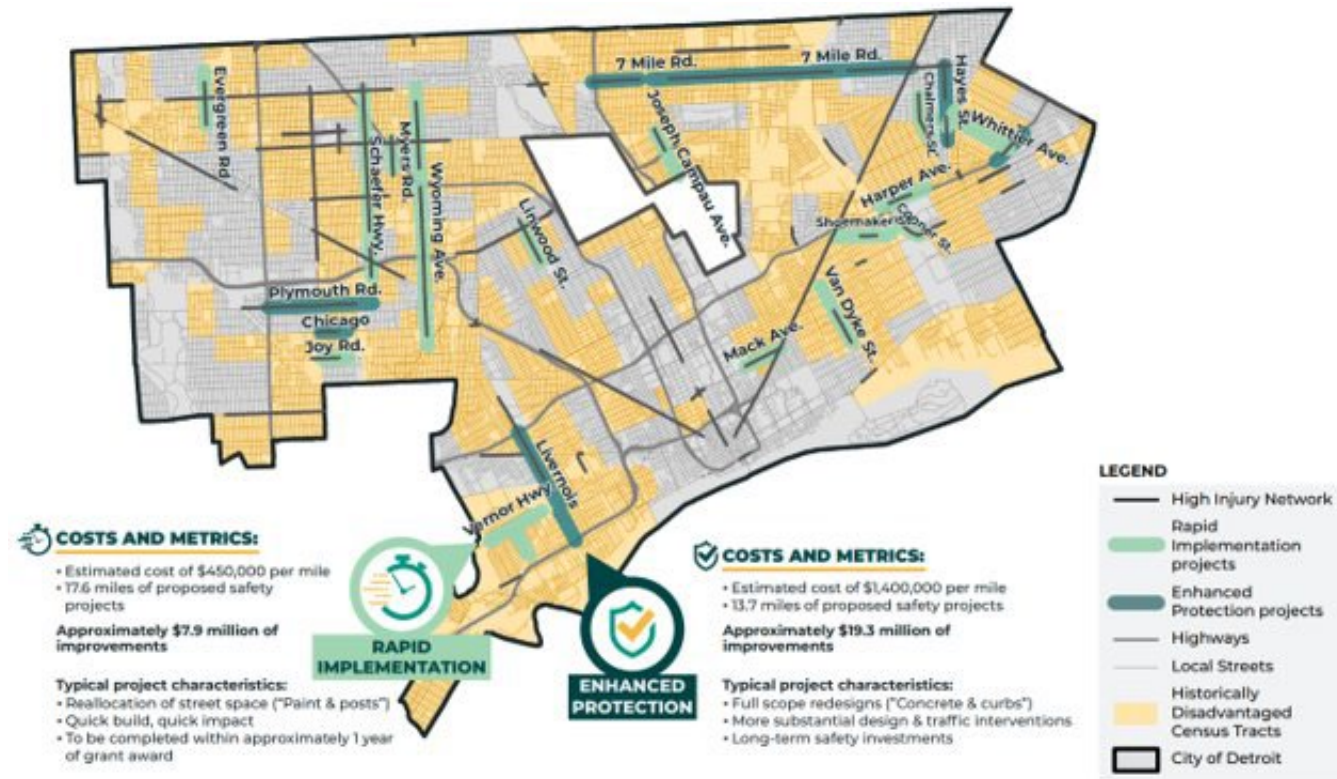 7 Mile Rd.
7 Mile Rd.
Evergreen Rd
Schaefer Hwy.
Myers Rd.
Wyoming Ave.
Joseph Campau Ave.
Hayes St.
Chalmers St.
Whittier Ave.
Harper Ave.
Shoemaker St.
Conner St.
Linwood St.
Plymouth Rd.
Chicago
Joy Rd.
Van Dyke St.
Mack Ave.
Livernois
Vernor Hwy
COSTS AND METRICS:
• Estimated cost of $450,000 per mile
• 17.6 miles of proposed safety
projects
Approximately $7.9 million of
improvements
Typical project characteristics:
• Reallocation of street space ("Paint & posts")
• Quick build, quick impact
• To be completed within approximately 1 year
of grant award
RAPID
IMPLEMENTATION
ENHANCED
PROTECTION
COSTS AND METRICS:
• Estimated cost of $1,400,000 per mile
• 13.7 miles of proposed safety projects
Approximately $19.3 million of
improvements
Typical project characteristics:
• Full scope redesigns ("Concrete & curbs")
• More substantial design & traffic interventions
• Long-term safety investments
LEGEND
High Injury Network
Rapid
Implementation
projects
Enhanced
Protection projects
Highways
Local Streets
Historically
Disadvantaged
Census Tracts
City of Detroit